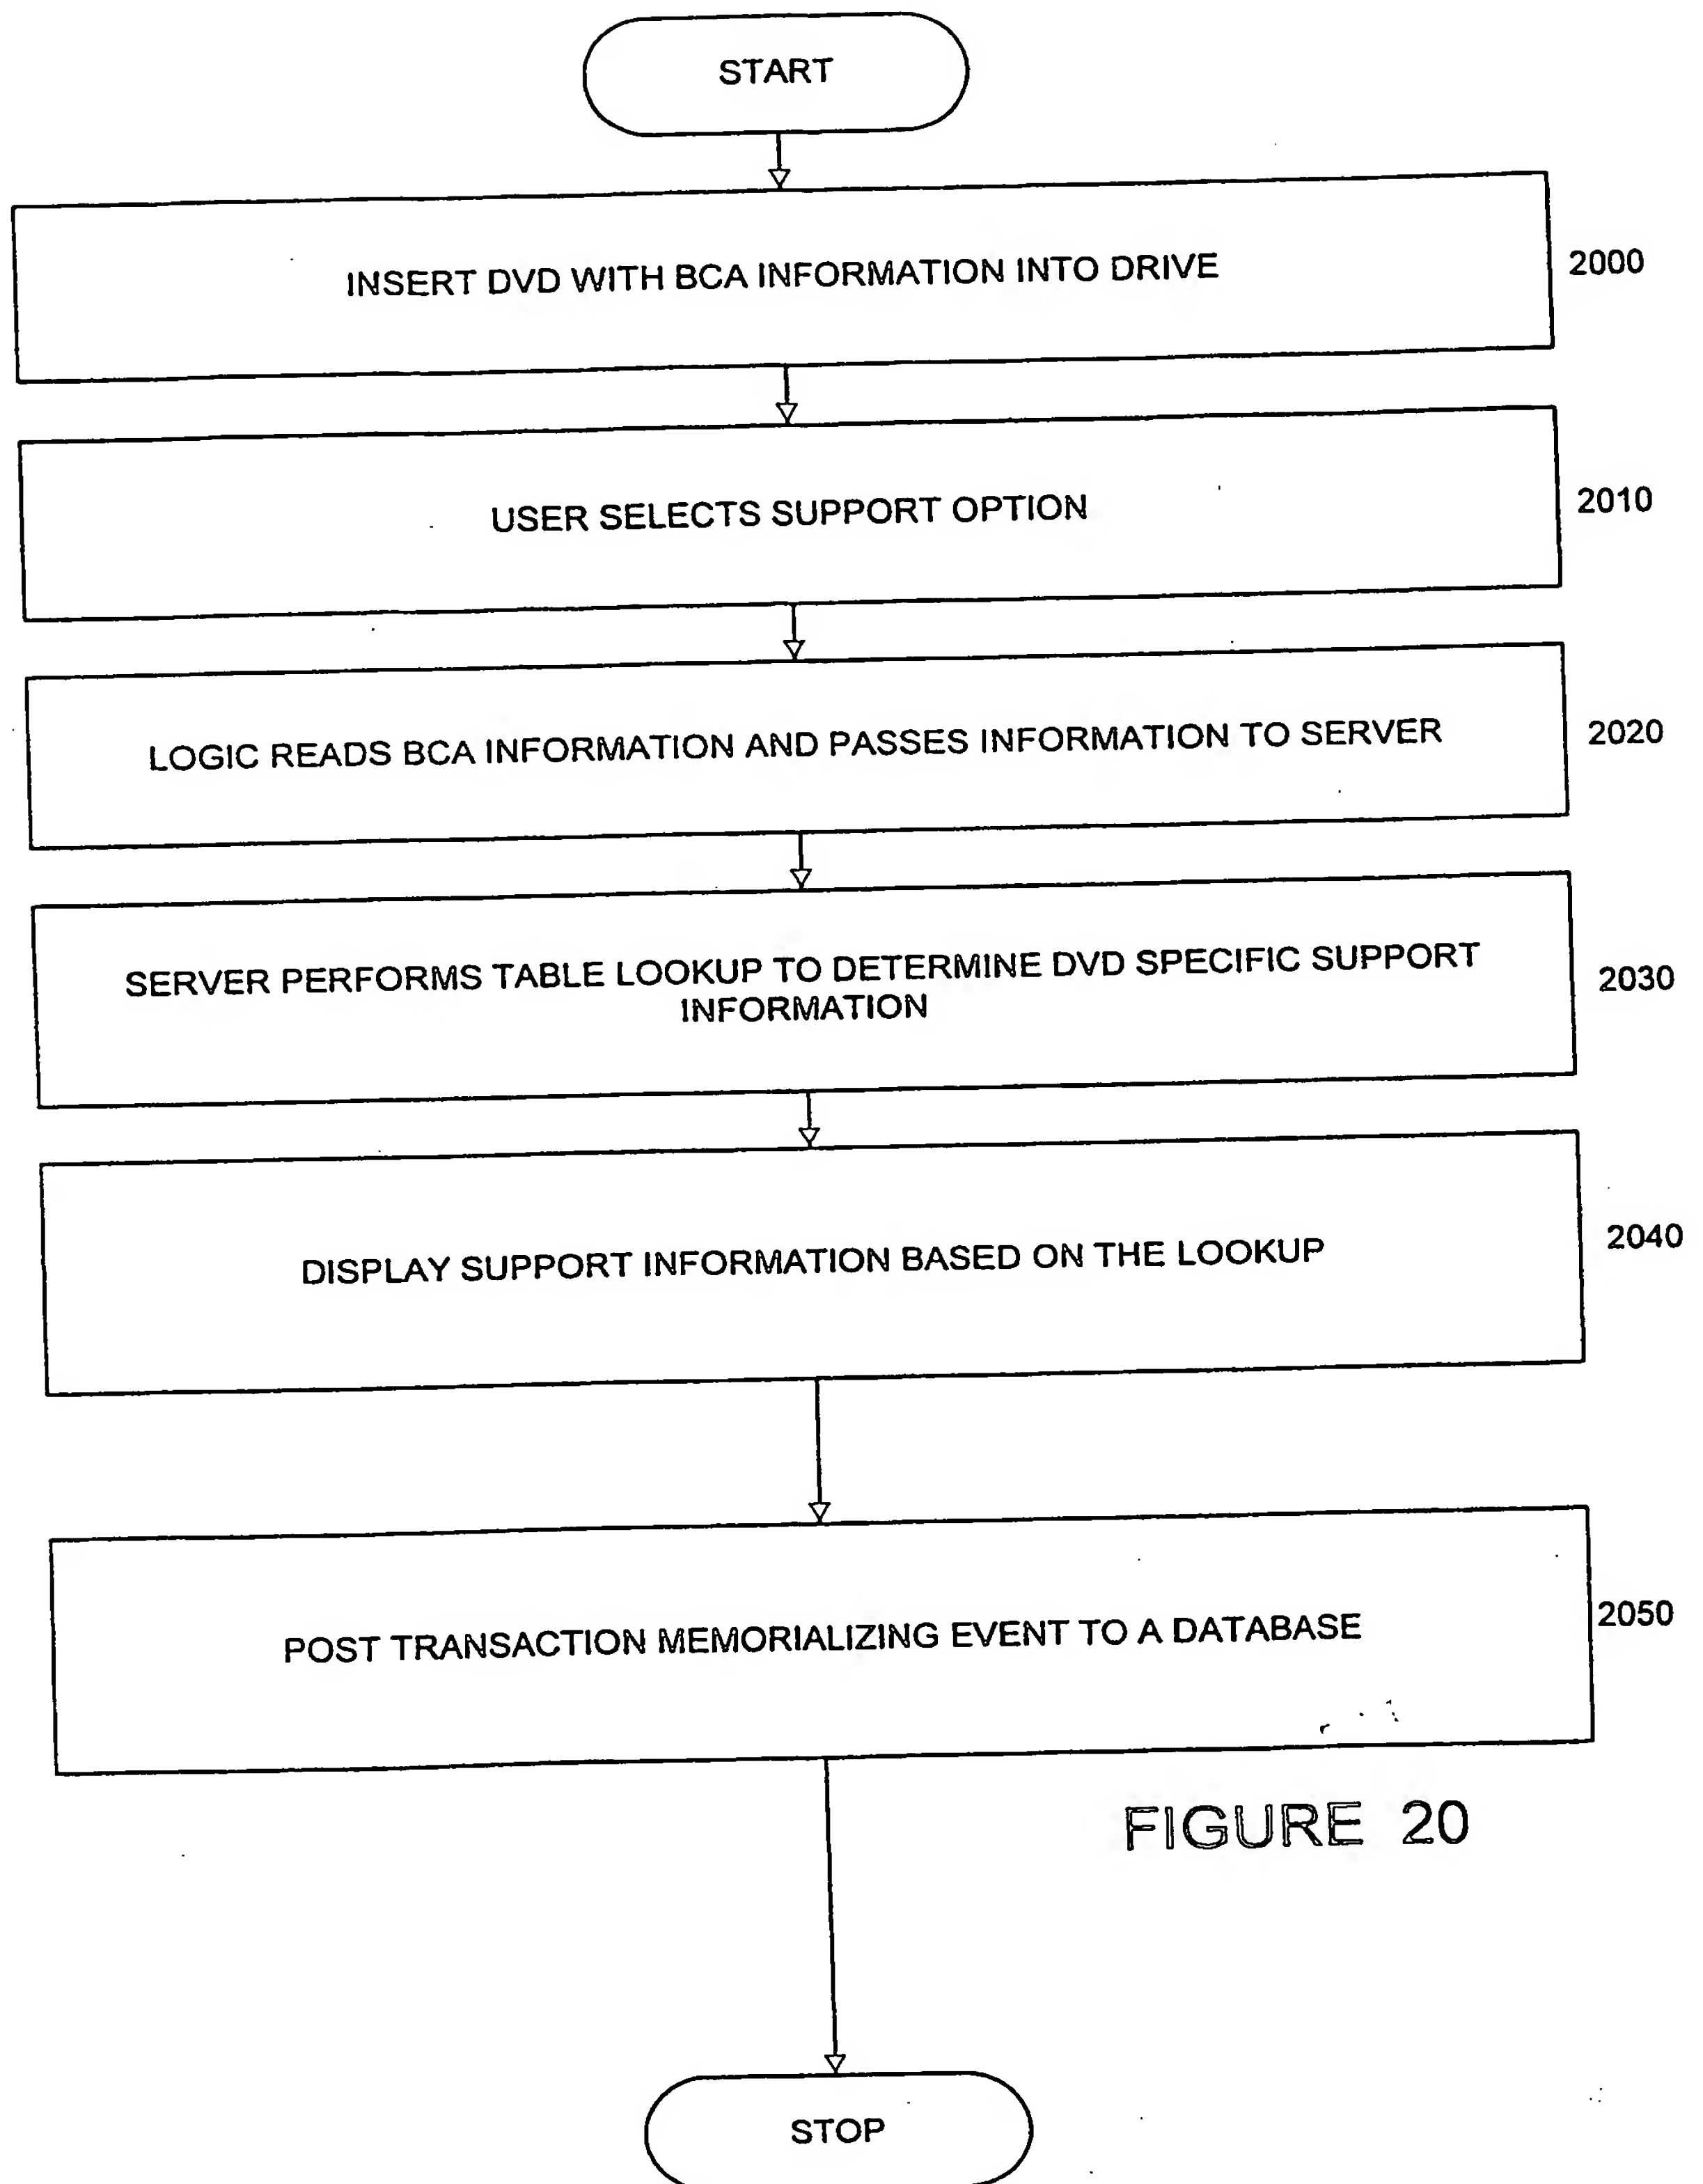 START
INSERT DVD WITH BCA INFORMATION INTO DRIVE
2000
USER SELECTS SUPPORT OPTION
2010
LOGIC READS BCA INFORMATION AND PASSES INFORMATION TO SERVER
2020
SERVER PERFORMS TABLE LOOKUP TO DETERMINE DVD SPECIFIC SUPPORT
INFORMATION
2030
DISPLAY SUPPORT INFORMATION BASED ON THE LOOKUP
2040
POST TRANSACTION MEMORIALIZING EVENT TO A DATABASE
2050
FIGURE 20
STOP